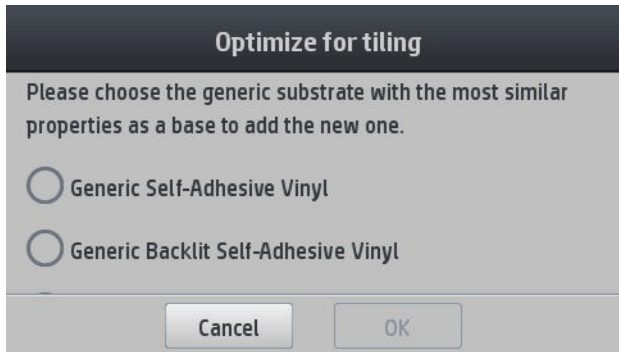 Optimize for tiling
Please choose the generic substrate with the most similar
properties as a base to add the new one.
Generic Self-Adhesive Vinyl
Generic Backlit Self-Adhesive Vinyl
Cancel
OK